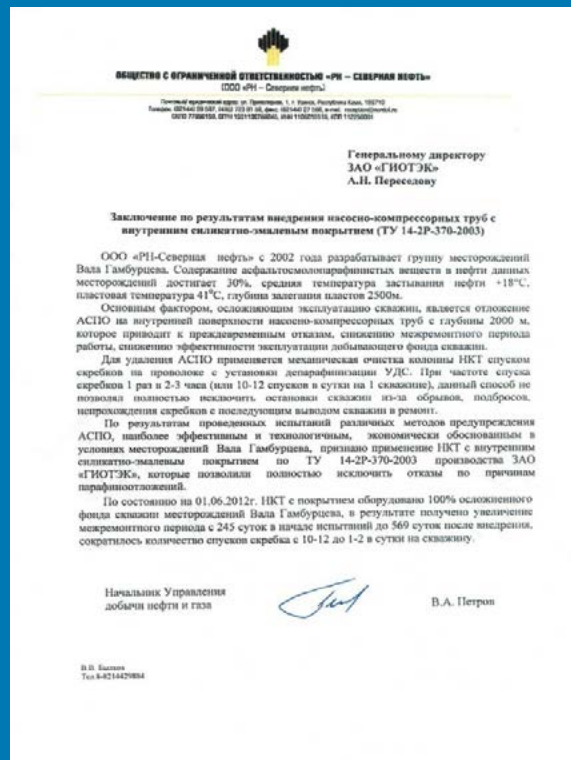 ОБЩЕСТВО С ОГРАНИЧЕННОЙ ОТВЕТСТВЕННОСТЬЮ «РН – СЕВЕРНАЯ НЕФТЬ»
(ООО «РН – Северная нефть)
Генеральному директору
ЗАО «ГИОТЭК»
А.Н. Переседову
Заключение по результатам внедрения насосно-компрессорных труб с
внутренним силикатно-эмалевым покрытием (ТУ 14-2Р-370-2003)
ООО «РН-Северная нефть» с 2002 года разрабатывает группу месторождений
Вала Гамбурцева. Содержание асфальтосмолопарафинистых веществ в нефти данных
месторождений достигает 30%, средняя температура застывания нефти +18°С,
пластовая температура 41°С, глубина залегания пластов 2500м.
Основным фактором, осложняющим эксплуатацию скважин, является отложение
АСПО на внутренней поверхности насосно-компрессорных труб с глубины 2000 м,
которое приводит к преждевременным отказам, снижению межремонтного периода
работы, снижению эффективности эксплуатации добывающего фонда скважин.
Для удаления АСПО применяется механическая очистка колонны НКТ спуском
скребков на проволоке с установки депарафинизации УДС. При частоте спуска
скребков 1 раз в 2-3 часа (или 10-12 спусков в сутки на 1 скважине), данный способ не
позволял полностью исключить остановки скважин из-за обрывов, подбросов,
непрохождения скребков с последующим выводом скважин в ремонт.
По результатам проведенных испытаний различных методов предупреждения
АСПО, наиболее эффективным и технологичным, экономически обоснованным в
условиях месторождений Вала Гамбурцева, признано применение НКТ с внутренним
силикатно-эмалевым покрытием по ТУ 14-2Р-370-2003 производства ЗАО
«ГИОТЭК», которые позволили полностью исключить отказы по причинам
парафиноотложений.
По состоянию на 01.06.2012г. НКТ с покрытием оборудовано 100% осложненного
фонда скважин месторождений Вала Гамбурцева, в результате получено увеличение
межремонтного периода с 245 суток в начале испытаний до 569 суток после внедрения,
сократилось количество спусков скребка с 10-12 до 1-2 в сутки на скважину.
Начальник Управления
добычи нефти и газа
В.А. Петров
Тел 8-8214429804